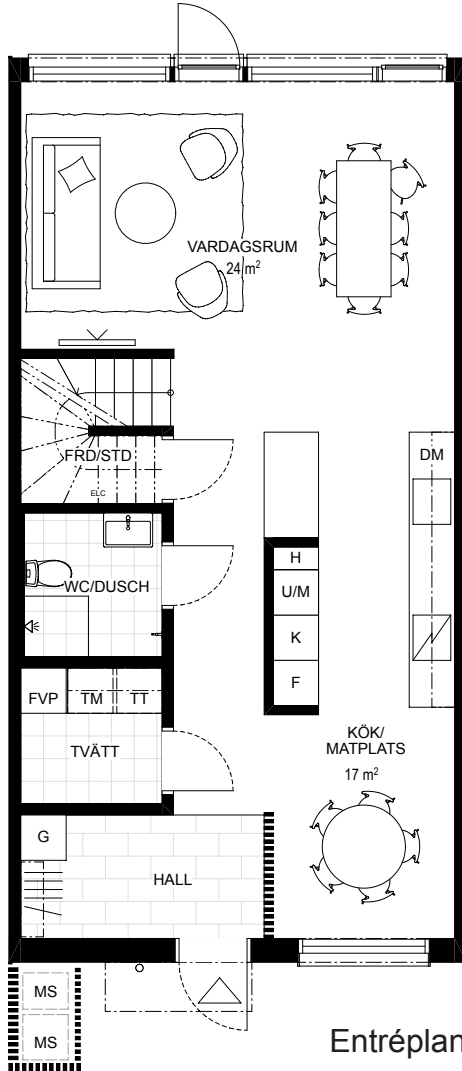 VARDAGSRUM
24 m²
FRD/STD
ELC
DM
H
U/M
K
F
WC/DUSCH
FVP TM TT
TVÄTT
KÖK/
MATPLATS
17 m²
G
HALL
MS
MS
Entréplan